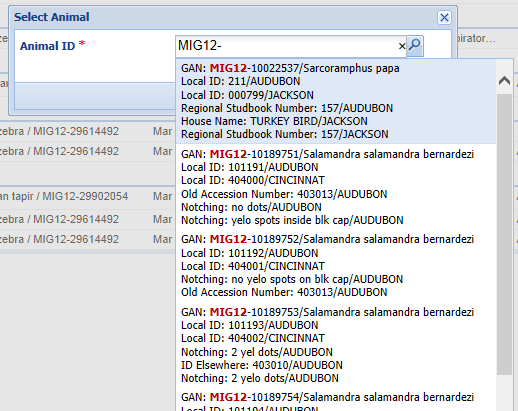 Select Animal
Animal ID *
MIG12-
pirator...
GAN: MIG12-10022537/Sarcoramphus papa
Local ID: 211/AUDUBON
Local ID: 000799/JACKSON
Regional Studbook Number: 157/AUDUBON
House Name: TURKEY BIRD/JACKSON
Regional Studbook Number: 157/JACKSON
zebra / MIG12-29614492 Mar
zebra / MIG12-29614492 Mar
an tapir / MIG12-29902054 Mar
zebra / MIG12-29614492 Mar
zebra / MIG12-29614492 Mar
GAN: MIG12-10189751/Salamandra salamandra bernardezi
Local ID: 101191/AUDUBON
Local ID: 404000/CINCINNAT
Old Accession Number: 403013/AUDUBON
Notching: no dots/AUDUBON
Notching: yelo spots inside blk cap/AUDUBON
GAN: MIG12-10189752/Salamandra salamandra bernardezi
Local ID: 101192/AUDUBON
Local ID: 404001/CINCINNAT
Notching: no yelo spots on blk cap/AUDUBON
Old Accession Number: 403013/AUDUBON
GAN: MIG12-10189753/Salamandra salamandra bernardezi
Local ID: 101193/AUDUBON
Notching: 2 yel dots/AUDUBON
ID Elsewhere: 403010/AUDUBON
Notching: 2 yelo dots/AUDUBON
GAN: MIG12-10189754/Salamandra salamandra bernardezi
Local ID: 101194/AUDUBON